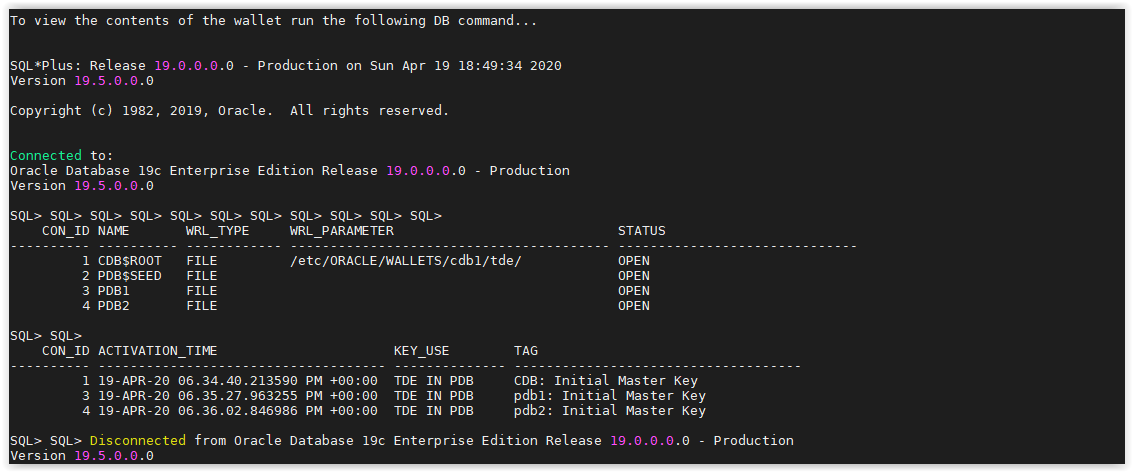 To view the contents of the wallet run the following DB command...
SQL*Plus: Release 19.0.0.0.0 - Production on Sun Apr 19 18:49:34 2020
Version 19.5.0.0.0
Copyright (c) 1982, 2019, Oracle.  All rights reserved.
Connected to:
Oracle Database 19c Enterprise Edition Release 19.0.0.0.0 - Production
Version 19.5.0.0.0
SQL> SQL> SQL> SQL> SQL> SQL> SQL> SQL> SQL> SQL> SQL>
    CON_ID NAME       WRL_TYPE     WRL_PARAMETER                            STATUS
---------- ---------- ------------ ---------------------------------------- ------------------------------
         1 CDB$ROOT   FILE         /etc/ORACLE/WALLETS/cdb1/tde/            OPEN
         2 PDB$SEED   FILE                                                  OPEN
         3 PDB1       FILE                                                  OPEN
         4 PDB2       FILE                                                  OPEN
SQL> SQL>
    CON_ID ACTIVATION_TIME                      KEY_USE        TAG
---------- ------------------------------------ -------------- ------------------------------------
         1 19-APR-20 06.34.40.213590 PM +00:00  TDE IN PDB     CDB: Initial Master Key
         3 19-APR-20 06.35.27.963255 PM +00:00  TDE IN PDB     pdb1: Initial Master Key
         4 19-APR-20 06.36.02.846986 PM +00:00  TDE IN PDB     pdb2: Initial Master Key
SQL> SQL> Disconnected from Oracle Database 19c Enterprise Edition Release 19.0.0.0.0 - Production
Version 19.5.0.0.0